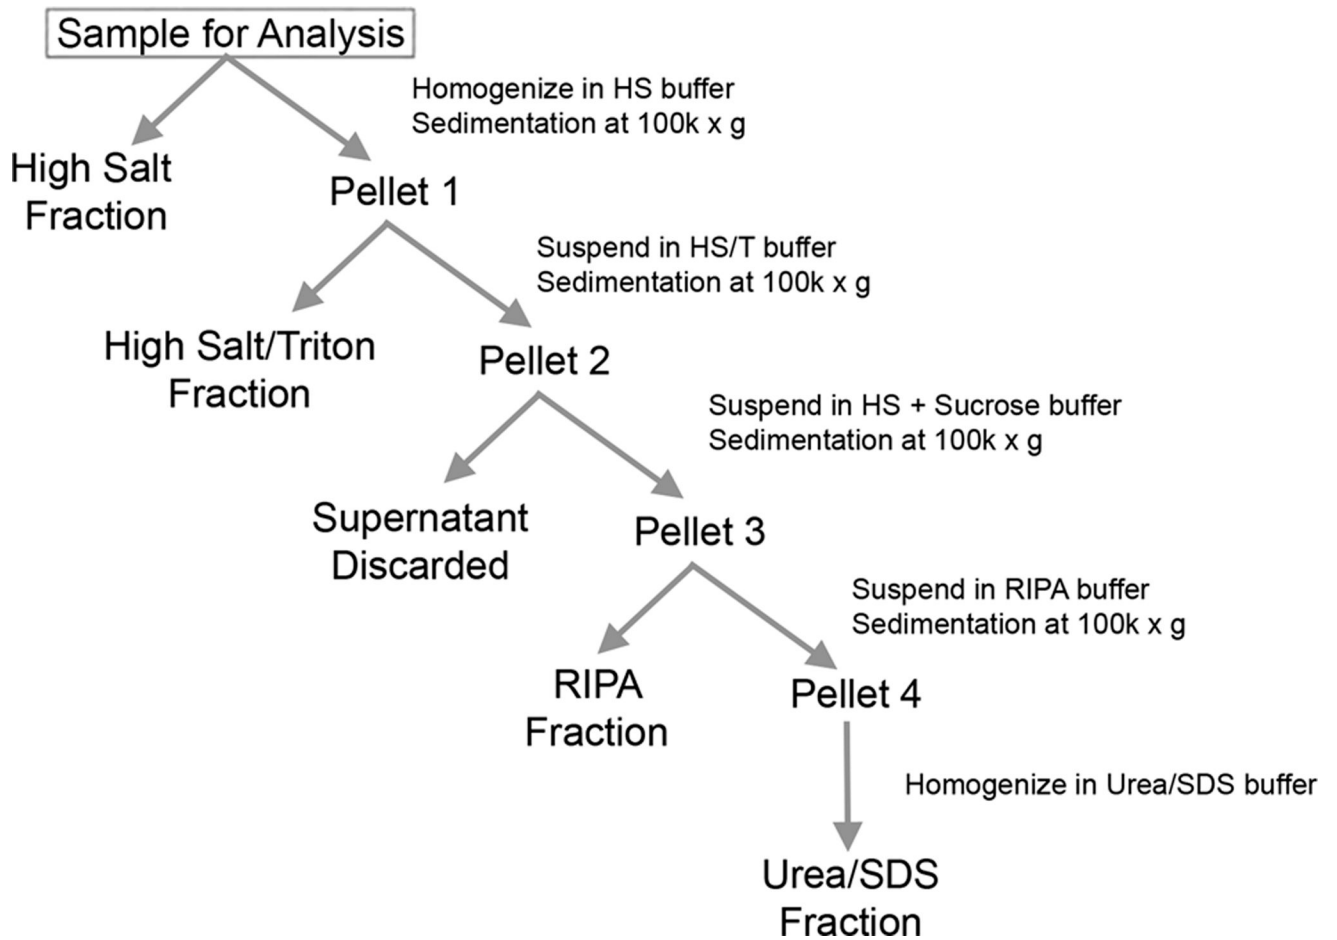 Sample for Analysis
Homogenize in HS buffer
Sedimentation at 100k x g
High Salt
Fraction
Pellet 1
Suspend in HS/T buffer
Sedimentation at 100k x g
High Salt/Triton
Fraction
Pellet 2
Suspend in HS + Sucrose buffer
Sedimentation at 100k x g
Supernatant
Discarded
Pellet 3
Suspend in RIPA buffer
Sedimentation at 100k x g
RIPA
Fraction
Pellet 4
Homogenize in Urea/SDS buffer
Urea/SDS
Fraction